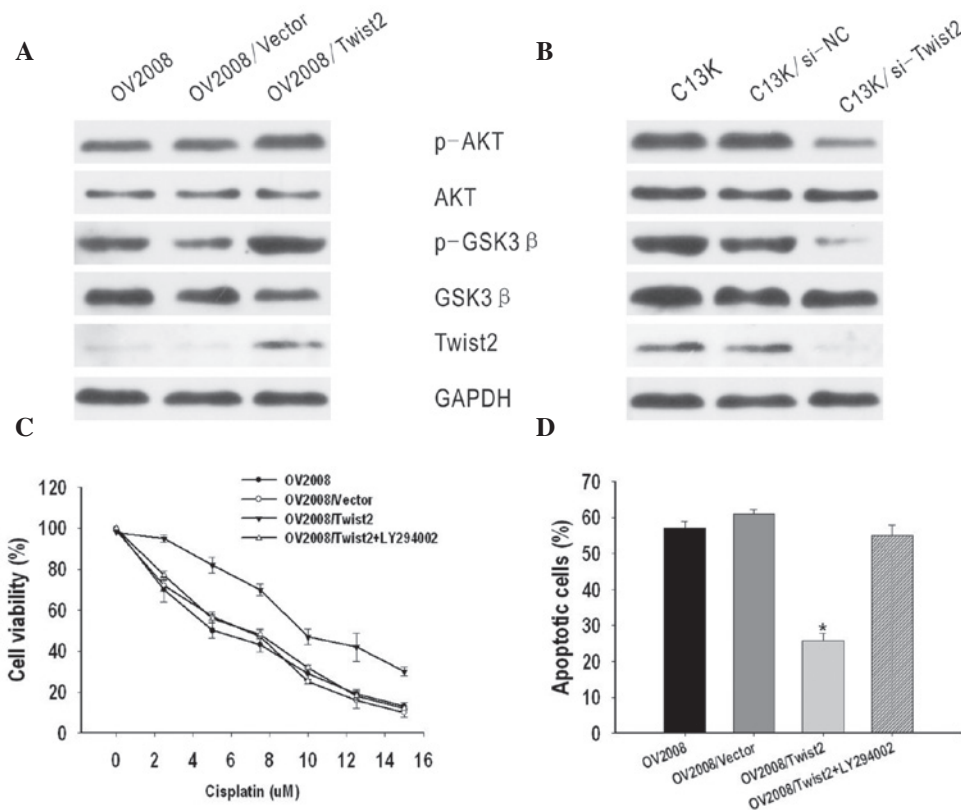 A
OV2008
OV2008/Vector
OV2008/Twist2
B
C13K
C13K/si-NC
C13K/si-Twist2
p-AKT
AKT
p-GSK3β
GSK3β
Twist2
GAPDH
C
120
100
80
60
40
20
0
Cell viability (%)
OV2008
OV2008/Vector
OV2008/Twist2
OV2008/Twist2+LY294002
0 2 4 6 8 10 12 14 16
Cisplatin (uM)
D
70
60
50
40
30
20
10
0
Apoptotic cells (%)
*
OV2008
OV2008/Vector
OV2008/Twist2
OV2008/Twist2+LY294002